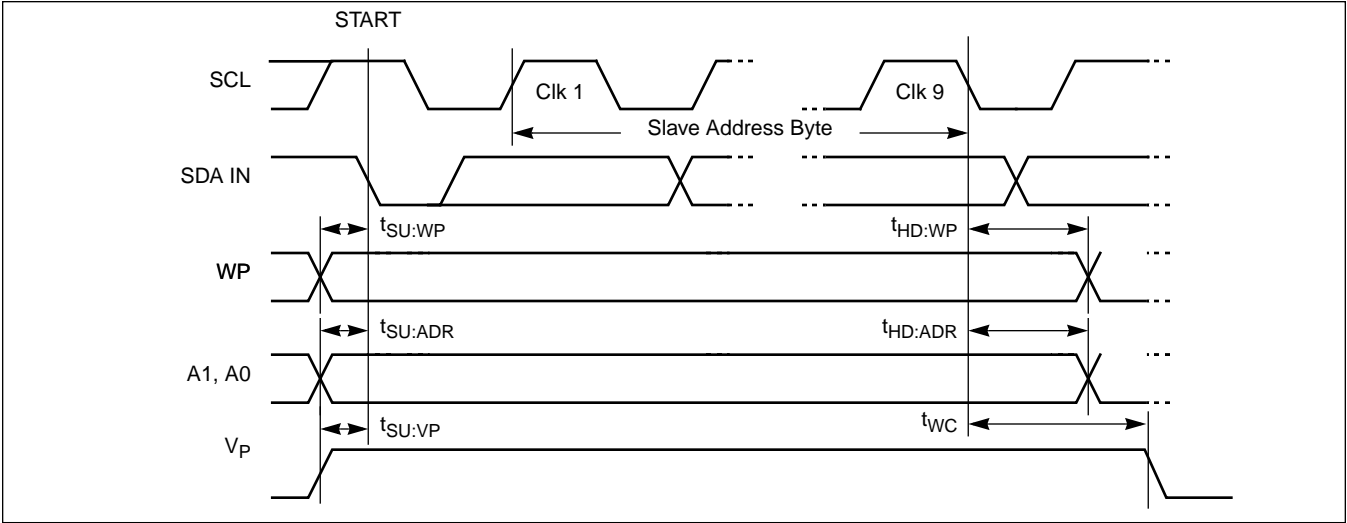 START
SCL
Clk 1
Clk 9
Slave Address Byte
SDA IN
tSU:WP
tHD:WP
WP
tSU:ADR
tHD:ADR
A1, A0
tSU:VP
tWC
VP